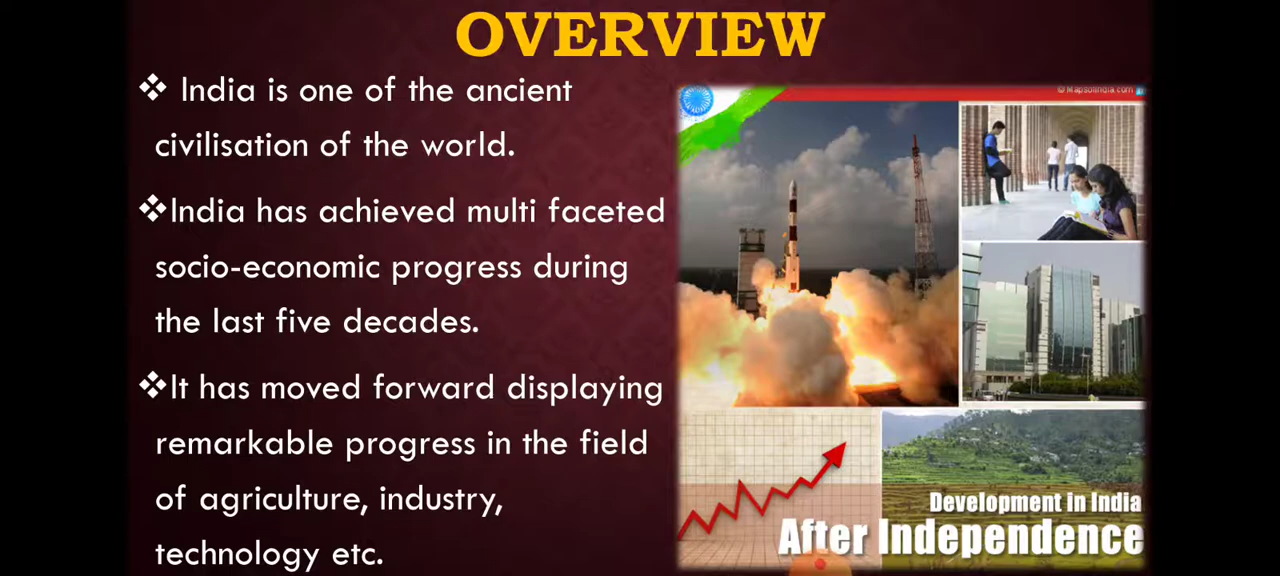 OVERVIEW
❖ India is one of the ancient
civilisation of the world.
❖India has achieved multi faceted
socio-economic progress during
the last five decades.
❖It has moved forward displaying
remarkable progress in the field
of agriculture, industry,
technology etc.
© MapsofIndia.com
Development in India
After Independence